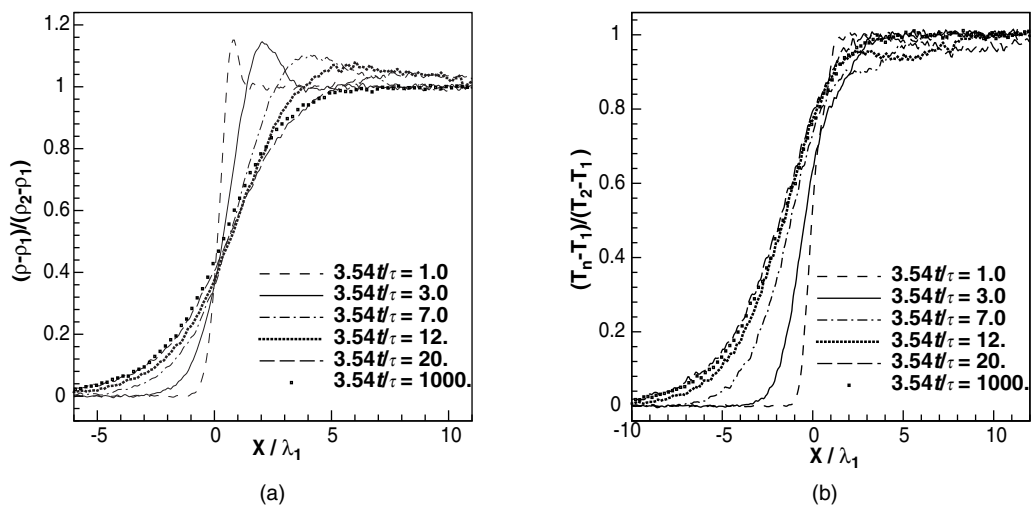 1.2
1
0.8
0.6
0.4
0.2
0
(ρ-ρ₁)/(ρ₂-ρ₁)
3.54t/τ = 1.0
3.54t/τ = 3.0
3.54t/τ = 7.0
3.54t/τ = 12.
3.54t/τ = 20.
3.54t/τ = 1000.
-5 0 5 10
X / λ₁
(a)
1
0.8
0.6
0.4
0.2
0
(Tₙ-T₁)/(T₂-T₁)
3.54t/τ = 1.0
3.54t/τ = 3.0
3.54t/τ = 7.0
3.54t/τ = 12.
3.54t/τ = 20.
3.54t/τ = 1000.
-10 -5 0 5 10
X / λ₁
(b)